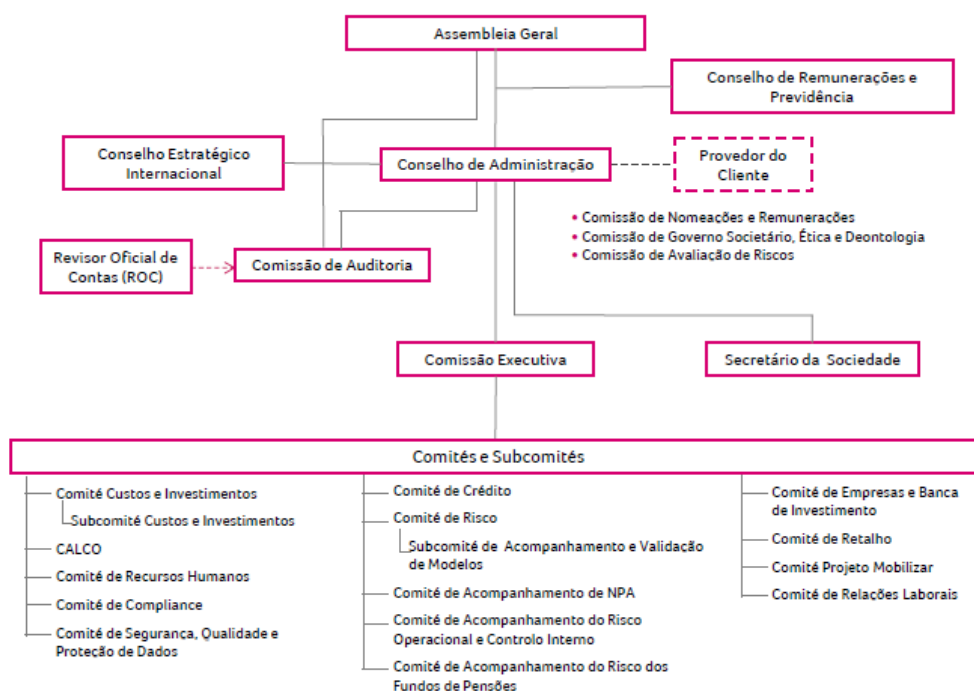 Assembleia Geral
Conselho de Remunerações e
Previdência
Conselho Estratégico
Internacional
Conselho de Administração
Provedor do
Cliente
• Comissão de Nomeações e Remunerações
• Comissão de Governo Societário, Ética e Deontologia
• Comissão de Avaliação de Riscos
Revisor Oficial de
Contas (ROC)
Comissão de Auditoria
Comissão Executiva
Secretário da Sociedade
Comités e Subcomités
Comité Custos e Investimentos
Subcomité Custos e Investimentos
CALCO
Comité de Recursos Humanos
Comité de Compliance
Comité de Segurança, Qualidade e
Proteção de Dados
Comité de Crédito
Comité de Risco
Subcomité de Acompanhamento e Validação
de Modelos
Comité de Acompanhamento de NPA
Comité de Acompanhamento do Risco
Operacional e Controlo Interno
Comité de Acompanhamento do Risco dos
Fundos de Pensões
Comité de Empresas e Banca
de Investimento
Comité de Retalho
Comité Projeto Mobilizar
Comité de Relações Laborais